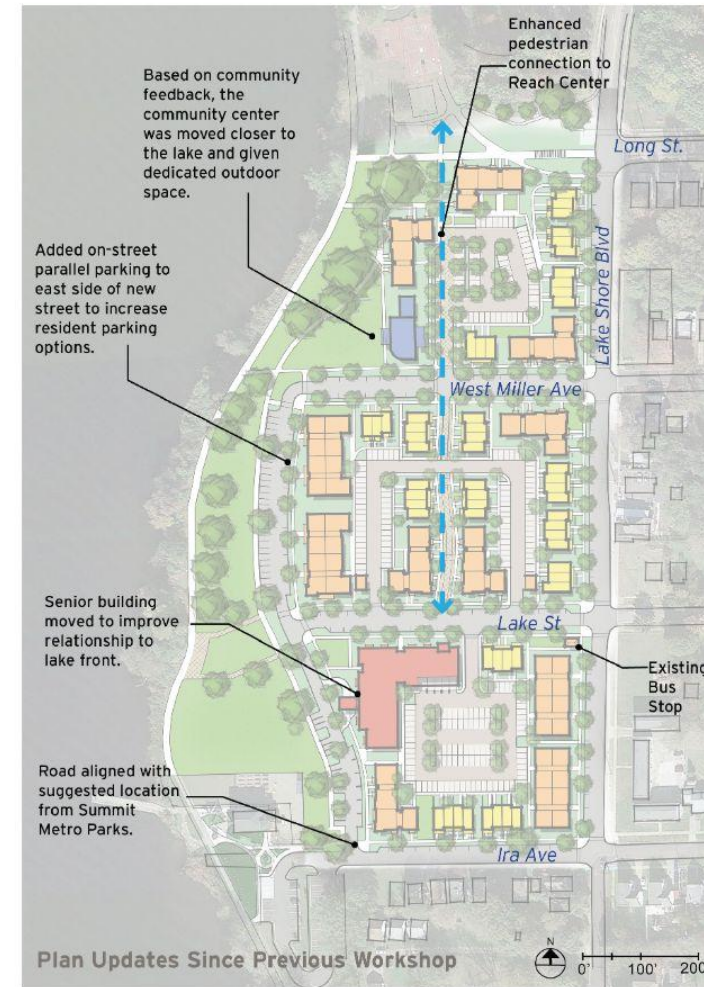 Enhanced
pedestrian
connection to
Reach Center
Based on community
feedback, the
community center
was moved closer to
the lake and given
dedicated outdoor
space.
Long St.
Lake Shore Blvd
Added on-street
parallel parking to
east side of new
street to increase
resident parking
options.
West Miller Ave
Senior building
moved to improve
relationship to
lake front.
Lake St
Existing
Bus
Stop
Road aligned with
suggested location
from Summit
Metro Parks.
Ira Ave
Plan Updates Since Previous Workshop
N
0' 100' 200